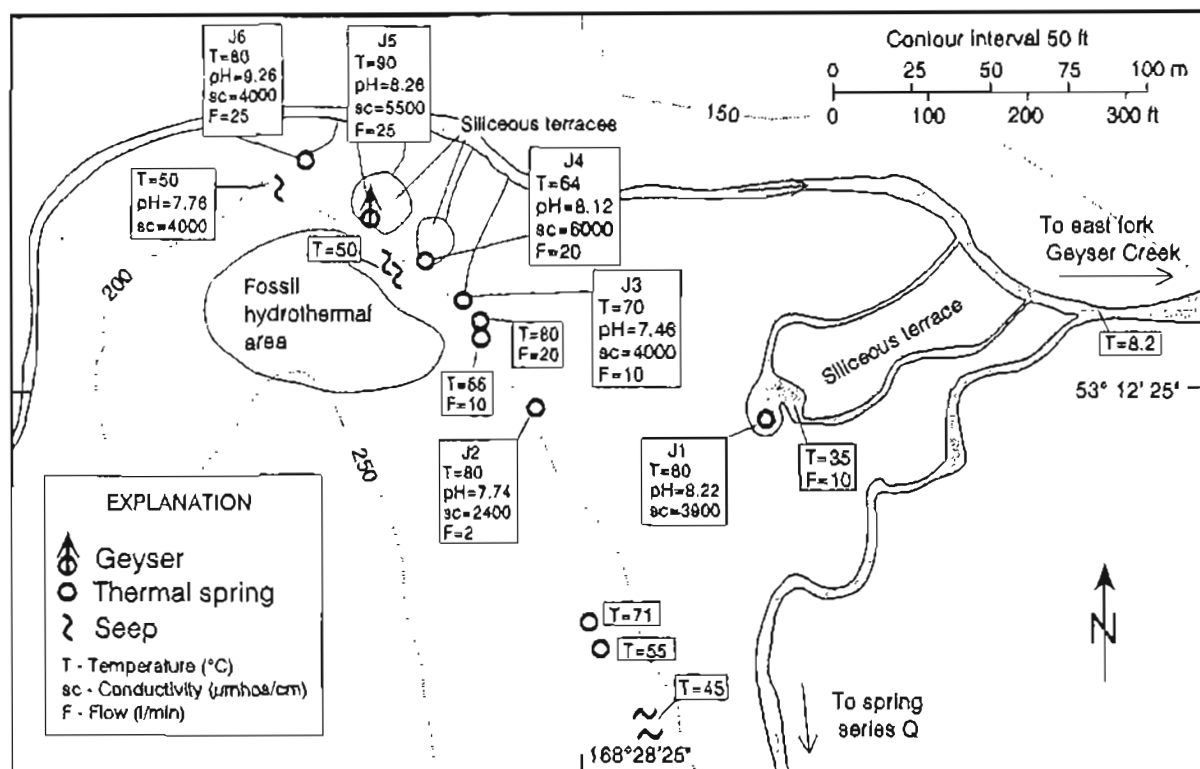 J6
T=80
pH=9.26
sc=4000
F=25
J5
T=90
pH=8.26
sc=5500
F=25
Siliceous terraces
Contour interval 50 ft
0 25 50 75 100 m
0 100 200 300 ft
150
J4
T=64
pH=8.12
sc=6000
F=20
T=50
pH=7.76
sc=4000
T=50
200
Fossil
hydrothermal
area
J3
T=70
pH=7.46
sc=4000
F=10
T=80
F=20
T=66
F=10
To east fork
Geyser Creek
Siliceous terrace
T=8.2
53° 12' 25"
J2
T=80
pH=7.74
sc=2400
F=2
J1
T=80
pH=8.22
sc=3900
T=35
F=10
250
EXPLANATION
Geyser
Thermal spring
Seep
T - Temperature (°C)
sc - Conductivity (µmhos/cm)
F - Flow (l/min)
T=71
T=55
T=45
168°28'25"
To spring
series Q
N